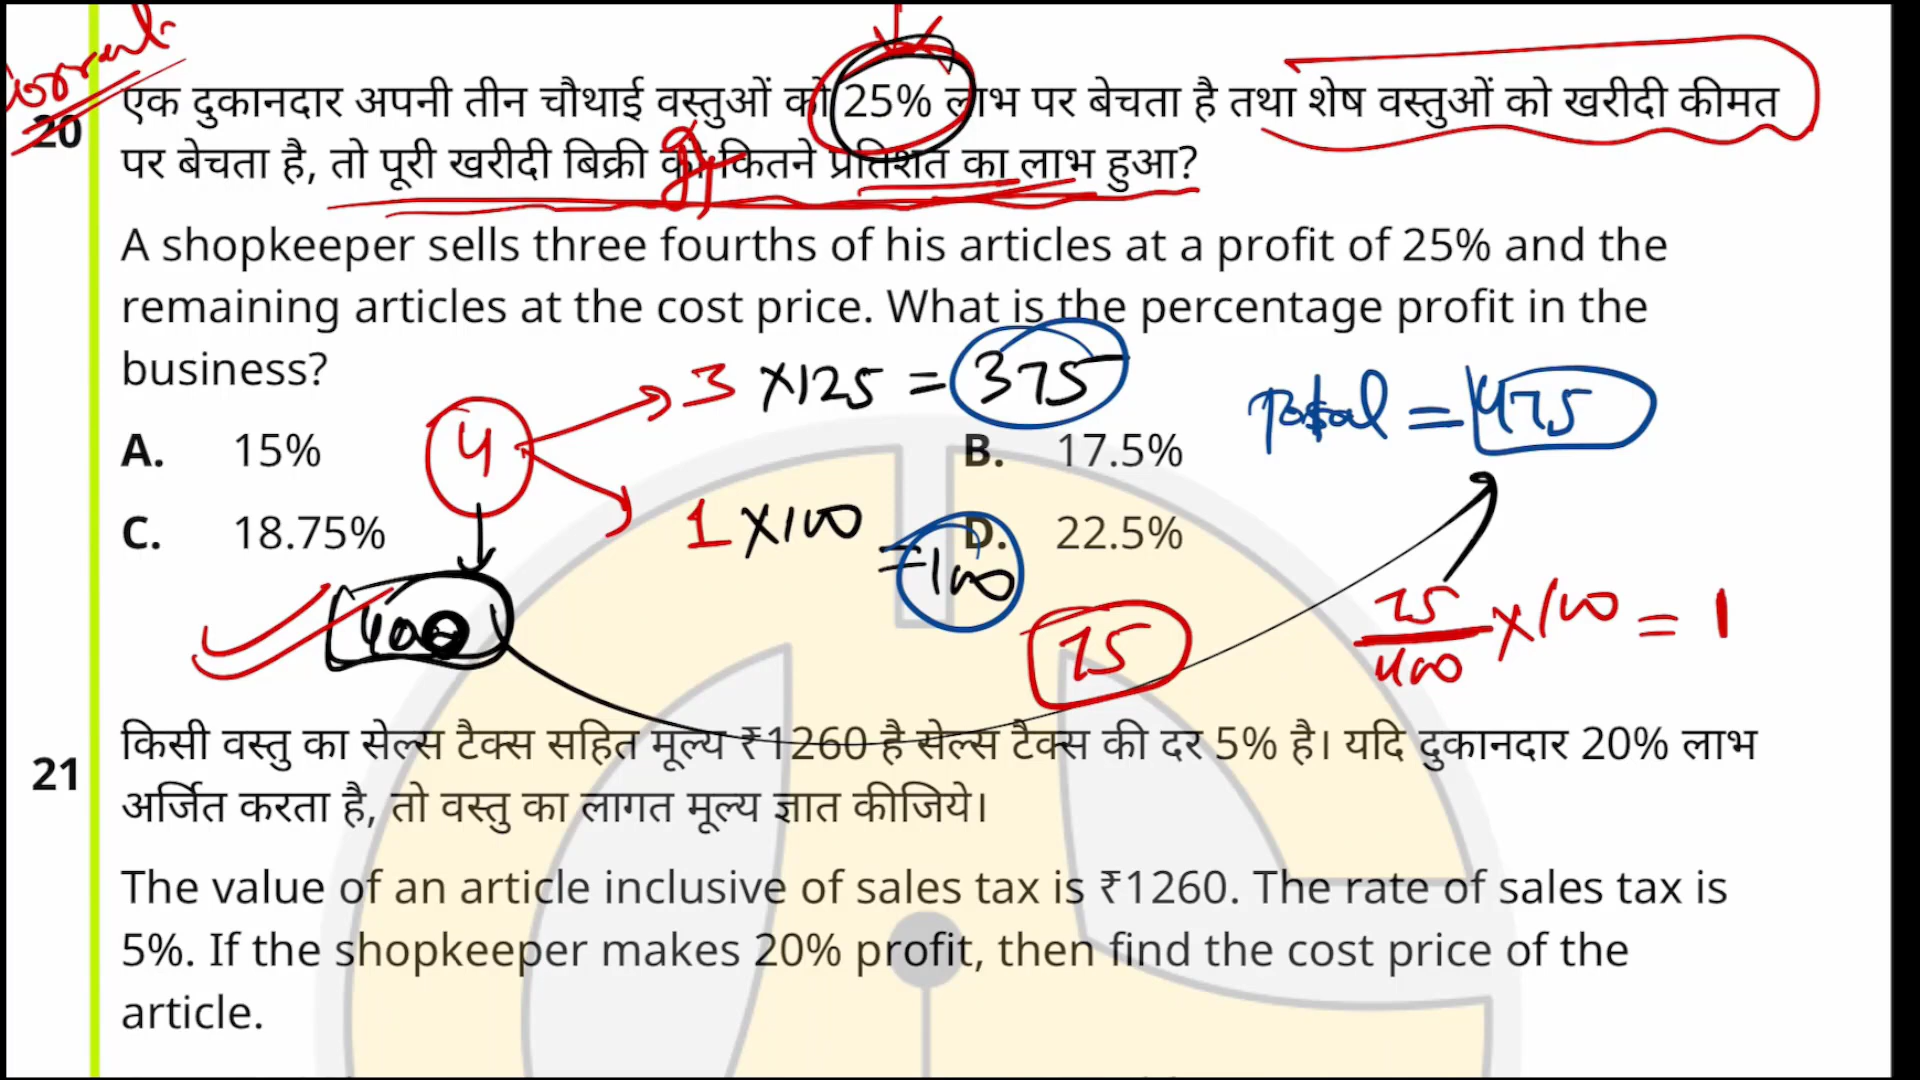 Correct
20 एक दुकानदार अपनी तीन चौथाई वस्तुओं को 25% लाभ पर बेचता है तथा शेष वस्तुओं को खरीदी कीमत
पर बेचता है, तो पूरी खरीदी बिक्री का कितने प्रतिशत का लाभ हुआ?
A shopkeeper sells three fourths of his articles at a profit of 25% and the
remaining articles at the cost price. What is the percentage profit in the
business?
4 3 ×125 = 375 Total = 475
A. 15% B. 17.5%
1 ×100 = 100
C. 18.75% D. 22.5%
400 75 75/400 ×100 = 1
21 किसी वस्तु का सेल्स टैक्स सहित मूल्य ₹1260 है सेल्स टैक्स की दर 5% है। यदि दुकानदार 20% लाभ
अर्जित करता है, तो वस्तु का लागत मूल्य ज्ञात कीजिये।
The value of an article inclusive of sales tax is ₹1260. The rate of sales tax is
5%. If the shopkeeper makes 20% profit, then find the cost price of the
article.